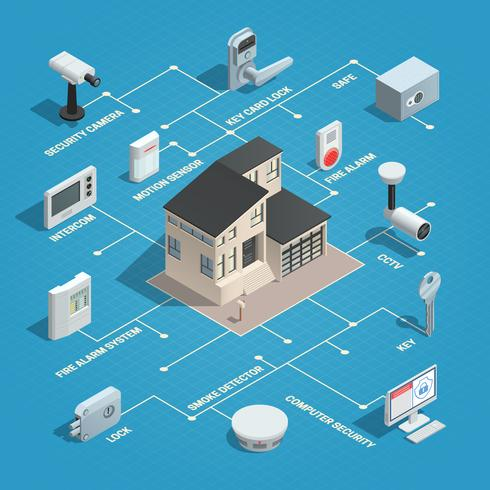 SECURITY CAMERA
KEY CARD LOCK
SAFE
MOTION SENSOR
FIRE ALARM
INTERCOM
CCTV
FIRE ALARM SYSTEM
KEY
SMOKE DETECTOR
COMPUTER SECURITY
LOCK